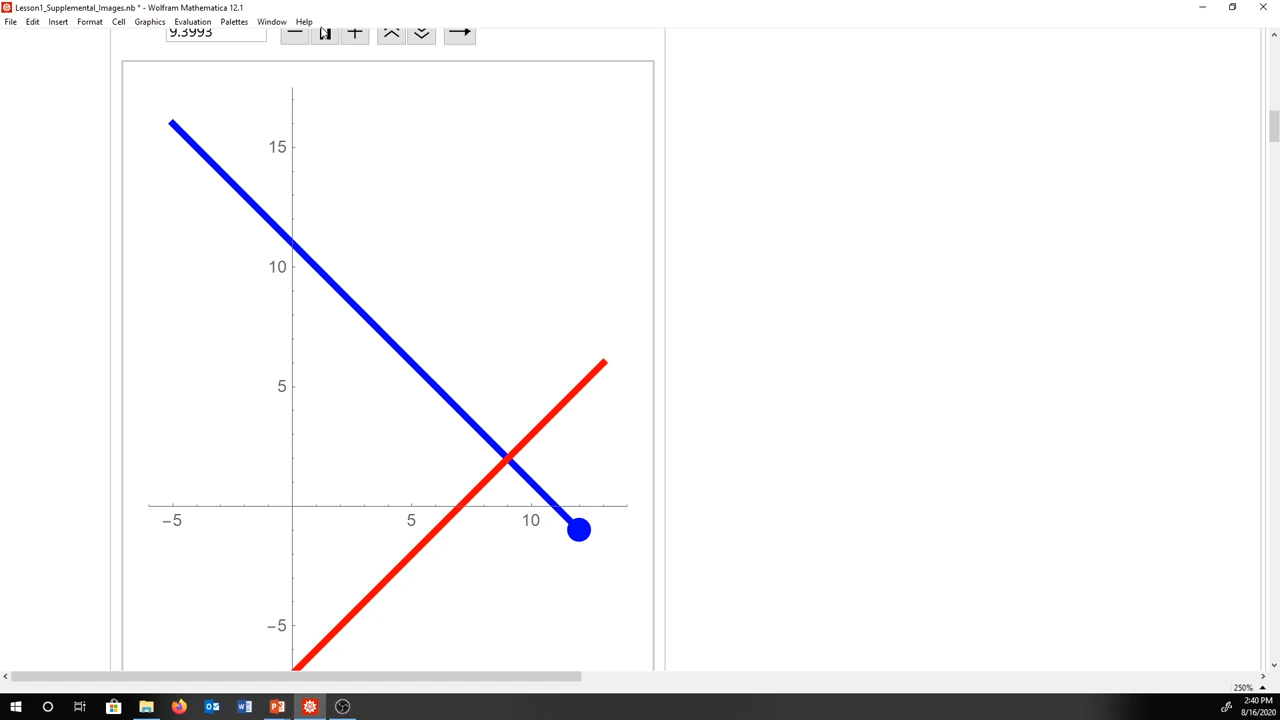 Lesson1_Supplemental_Images.nb * - Wolfram Mathematica 12.1
File Edit Insert Format Cell Graphics Evaluation Palettes Window Help
9.3993
15
10
5
−5 5 10
−5
250%
2:40 PM
8/16/2020